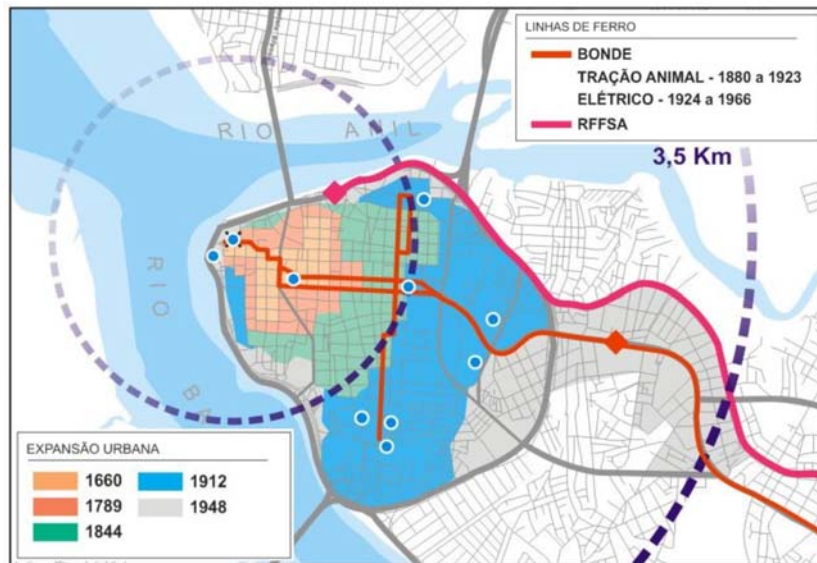 LINHAS DE FERRO
BONDE
TRAÇÃO ANIMAL - 1880 a 1923
ELÉTRICO - 1924 a 1966
RFFSA
3,5 Km
RIO ANIL
RIO BA
EXPANSÃO URBANA
1660
1912
1789
1948
1844